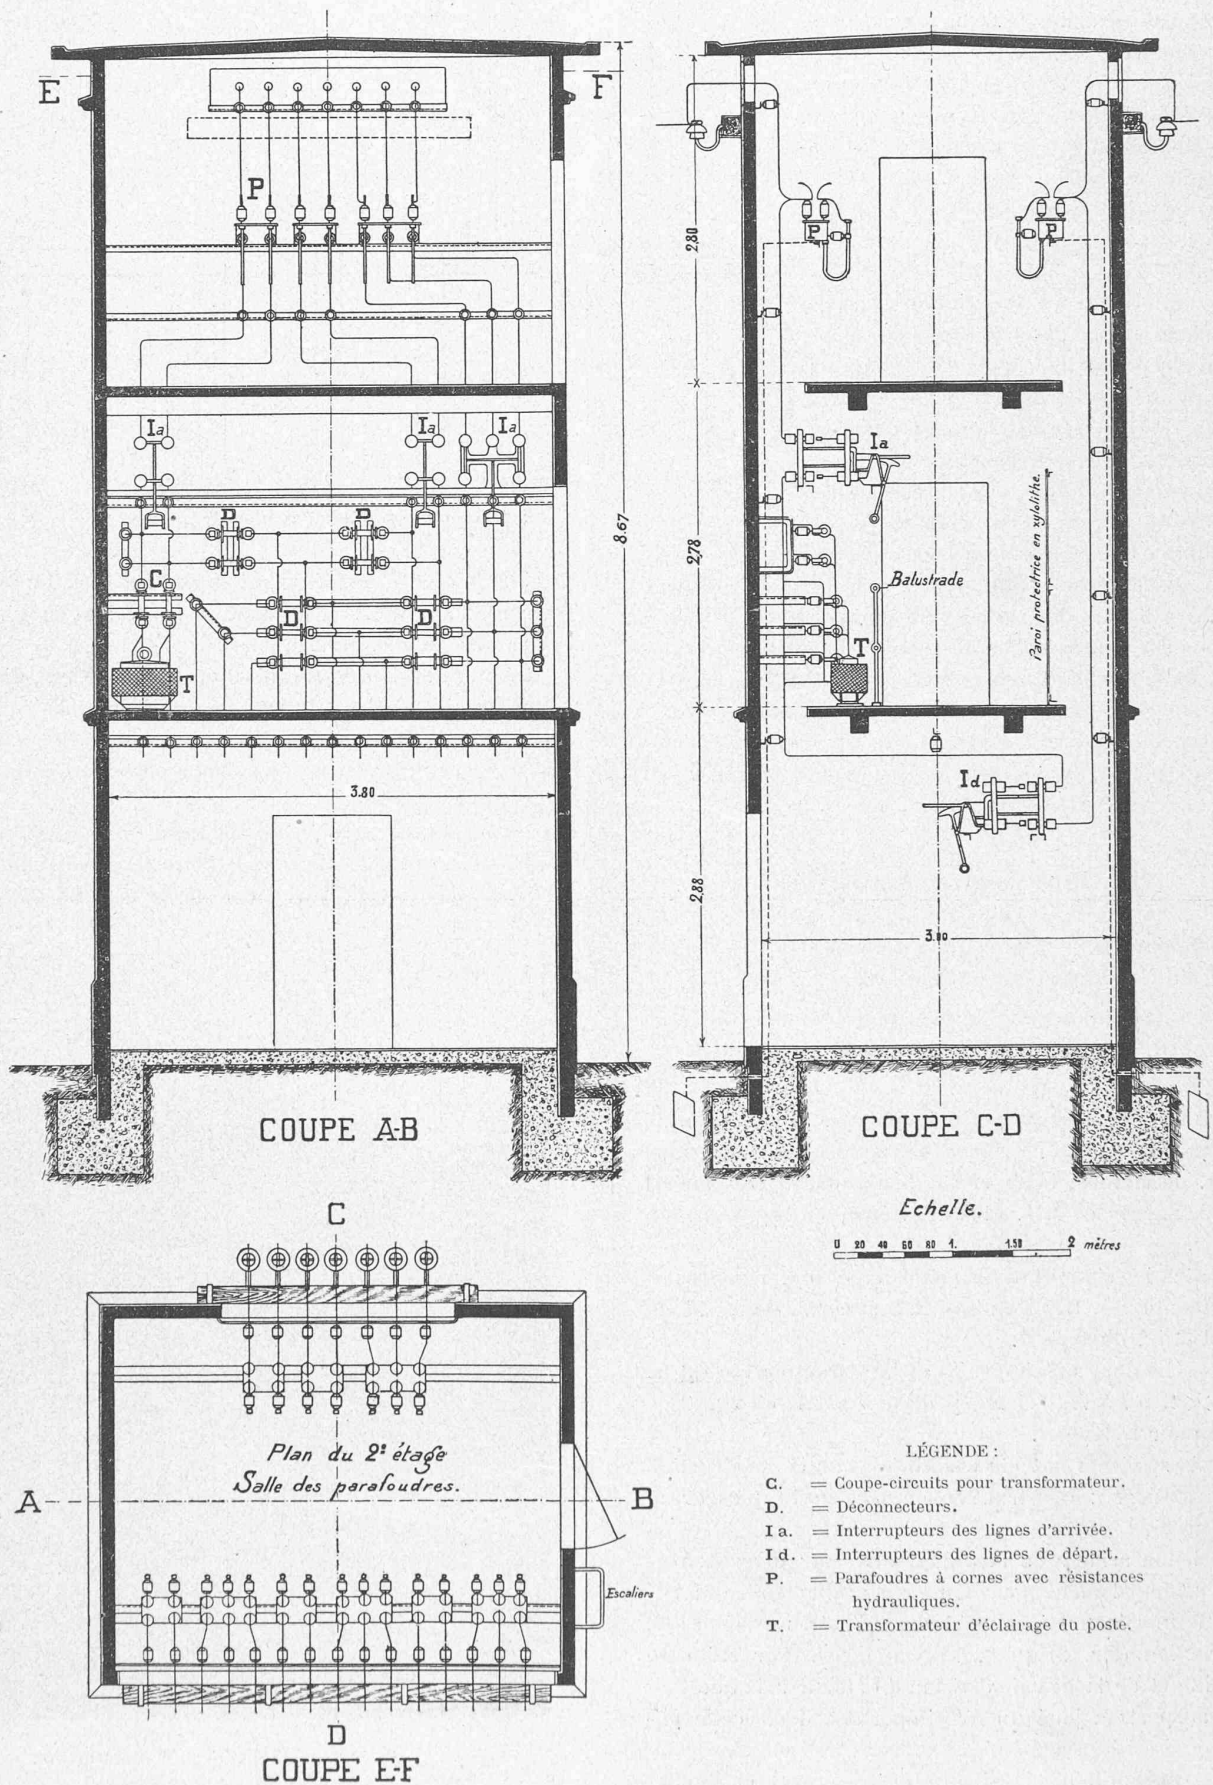 E
F
P
Ia
Ia
Ia
D
D
C
D
D
T
3.80
8.67
COUPE A-B
P
P
2,80
Ia
2,78
Balustrade
Paroi protectrice en xylolithe.
T
Id
2,88
COUPE C-D
Echelle.
0 20 40 60 80 1. 1.50 2 mètres
C
Plan du 2e étage
Salle des parafoudres.
A
B
Escaliers
D
COUPE E-F
LÉGENDE :
C. = Coupe-circuits pour transformateur.
D. = Déconnecteurs.
I a. = Interrupteurs des lignes d'arrivée.
I d. = Interrupteurs des lignes de départ.
P. = Parafoudres à cornes avec résistances
hydrauliques.
T. = Transformateur d'éclairage du poste.